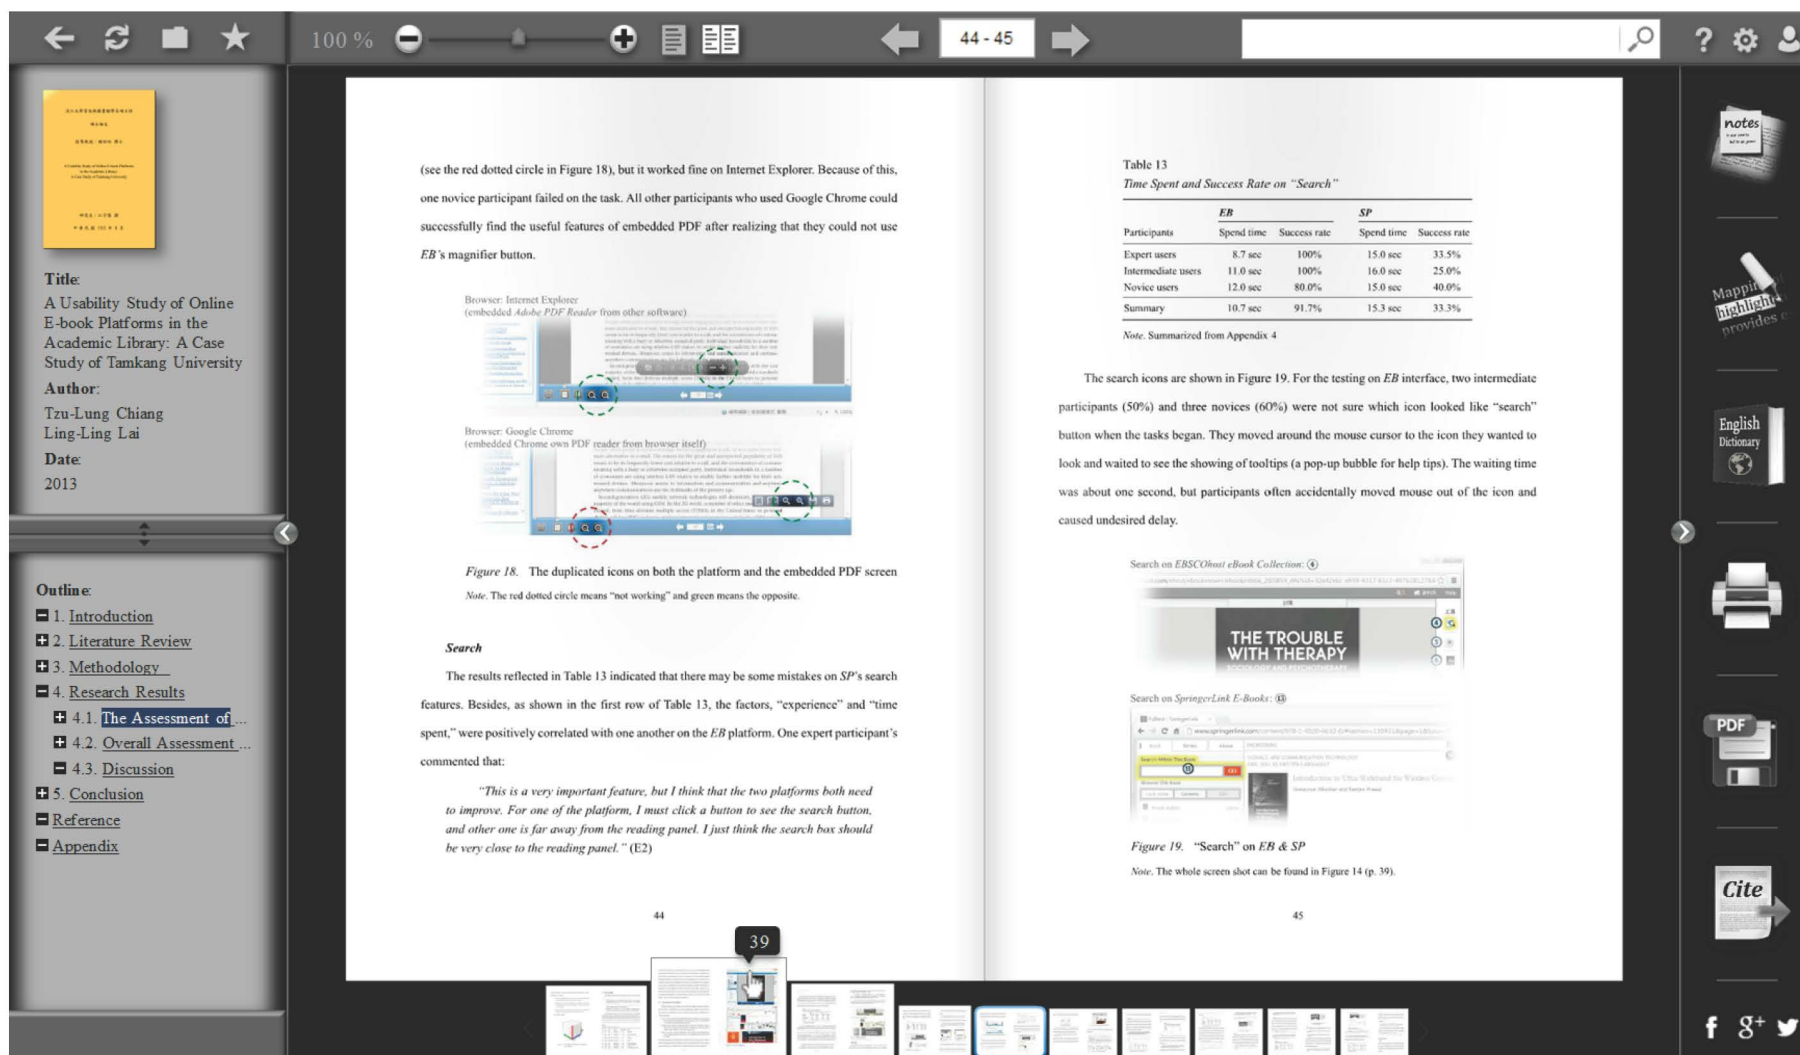 100 %
44 - 45
Title:
A Usability Study of Online
E-book Platforms in the
Academic Library: A Case
Study of Tamkang University
Author:
Tzu-Lung Chiang
Ling-Ling Lai
Date:
2013
Outline:
1. Introduction
2. Literature Review
3. Methodology
4. Research Results
4.1. The Assessment of ...
4.2. Overall Assessment ...
4.3. Discussion
5. Conclusion
Reference
Appendix
(see the red dotted circle in Figure 18), but it worked fine on Internet Explorer. Because of this,
one novice participant failed on the task. All other participants who used Google Chrome could
successfully find the useful features of embedded PDF after realizing that they could not use
EB's magnifier button.
Browser: Internet Explorer
(embedded Adobe PDF Reader from other software)
Browser: Google Chrome
(embedded Chrome own PDF reader from browser itself)
Figure 18. The duplicated icons on both the platform and the embedded PDF screen
Note. The red dotted circle means “not working” and green means the opposite.
Search
The results reflected in Table 13 indicated that there may be some mistakes on SP's search
features. Besides, as shown in the first row of Table 13, the factors, “experience” and “time
spent,” were positively correlated with one another on the EB platform. One expert participant's
commented that:
“This is a very important feature, but I think that the two platforms both need
to improve. For one of the platform, I must click a button to see the search button,
and other one is far away from the reading panel. I just think the search box should
be very close to the reading panel.” (E2)
44
39
Table 13
Time Spent and Success Rate on “Search”
EB SP
Participants Spend time Success rate Spend time Success rate
Expert users 8.7 sec 100% 15.0 sec 33.5%
Intermediate users 11.0 sec 100% 16.0 sec 25.0%
Novice users 12.0 sec 80.0% 15.0 sec 40.0%
Summary 10.7 sec 91.7% 15.3 sec 33.3%
Note. Summarized from Appendix 4
The search icons are shown in Figure 19. For the testing on EB interface, two intermediate
participants (50%) and three novices (60%) were not sure which icon looked like “search”
button when the tasks began. They moved around the mouse cursor to the icon they wanted to
look and waited to see the showing of tooltips (a pop-up bubble for help tips). The waiting time
was about one second, but participants often accidentally moved mouse out of the icon and
caused undesired delay.
Search on EBSCOhost eBook Collection: ④
THE TROUBLE
WITH THERAPY
SOCIOLOGY AND PSYCHOTHERAPY
Search on SpringerLink E-Books: ⑬
Search Within This Book
GO
Figure 19. “Search” on EB & SP
Note. The whole screen shot can be found in Figure 14 (p. 39).
45
notes
Mappin
highlight
provides
English
Dictionary
PDF
Cite